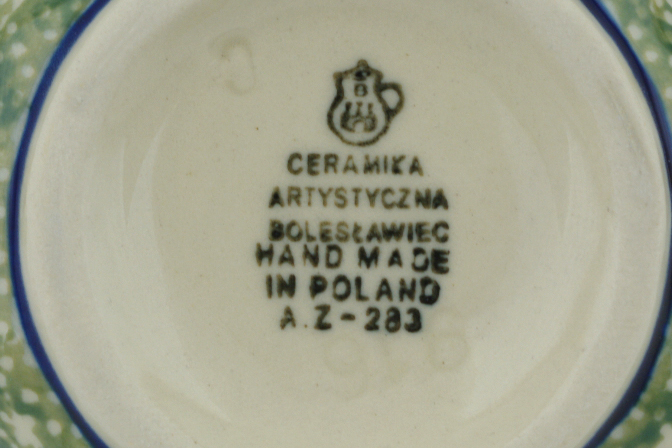 B
CERAMIKA
ARTYSTYCZNA
BOLESŁAWIEC
HAND MADE
IN POLAND
A.Z-283